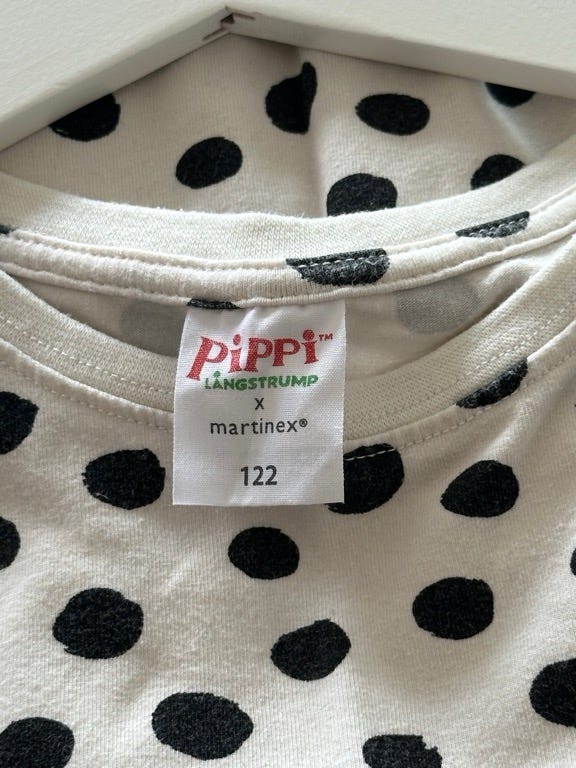 PiPPi™
LÅNGSTRUMP
x
martinex®
122